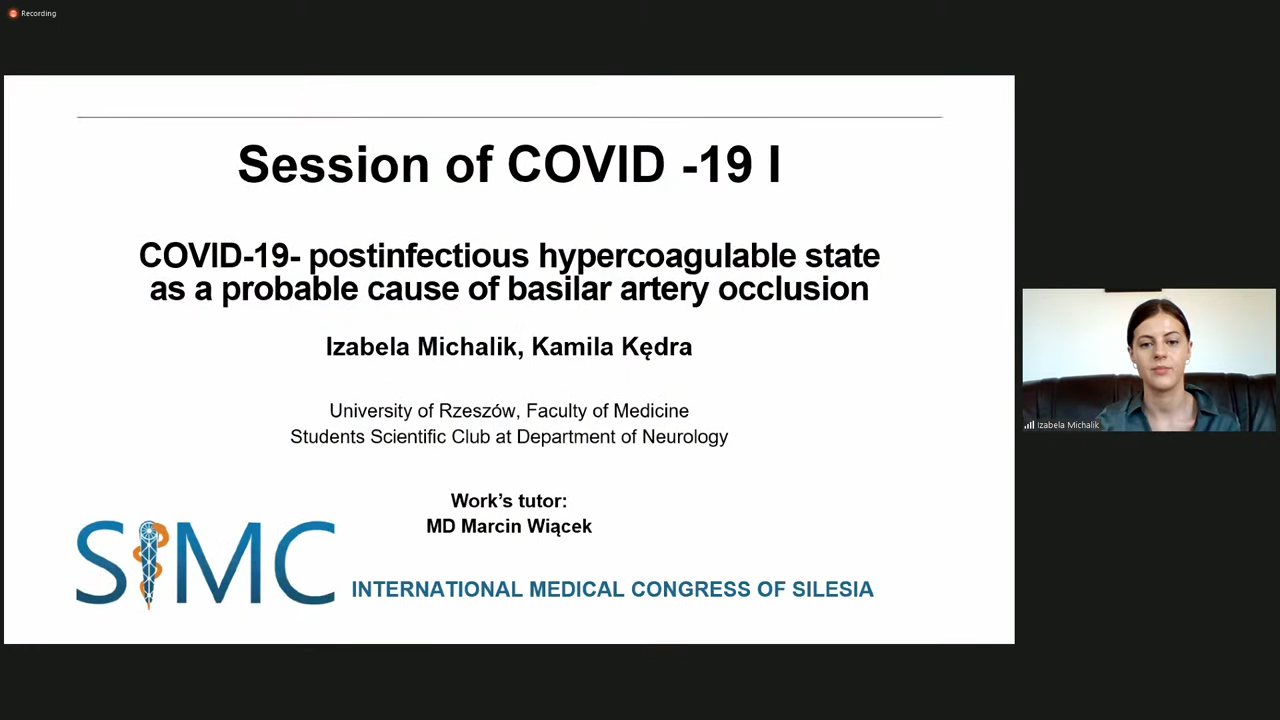 Recording
Session of COVID -19 I
COVID-19- postinfectious hypercoagulable state
as a probable cause of basilar artery occlusion
Izabela Michalik, Kamila Kędra
University of Rzeszów, Faculty of Medicine
Students Scientific Club at Department of Neurology
Work's tutor:
MD Marcin Wiącek
SIMC
INTERNATIONAL MEDICAL CONGRESS OF SILESIA
Izabela Michalik